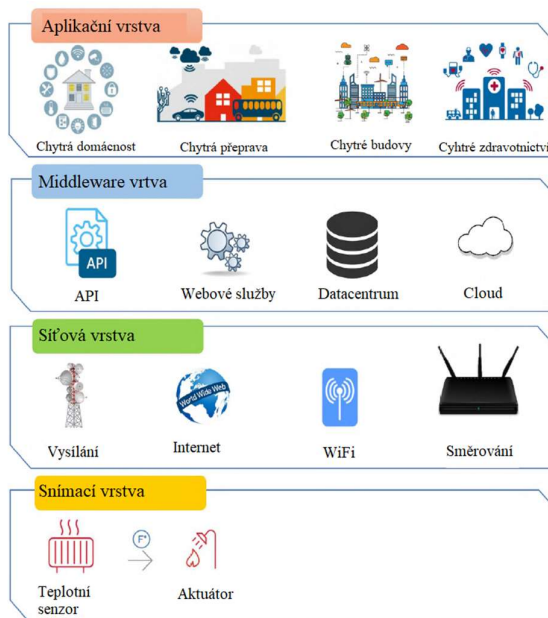 Aplikační vrstva
Chytrá domácnost
Chytrá přeprava
Chytré budovy
Cyhtré zdravotnictví
Middleware vrtva
API
API
Webové služby
Datacentrum
Cloud
Síťová vrstva
World Wide Web
Vysílání
Internet
WiFi
Směrování
Snímací vrstva
F°
Teplotní
senzor
Aktuátor